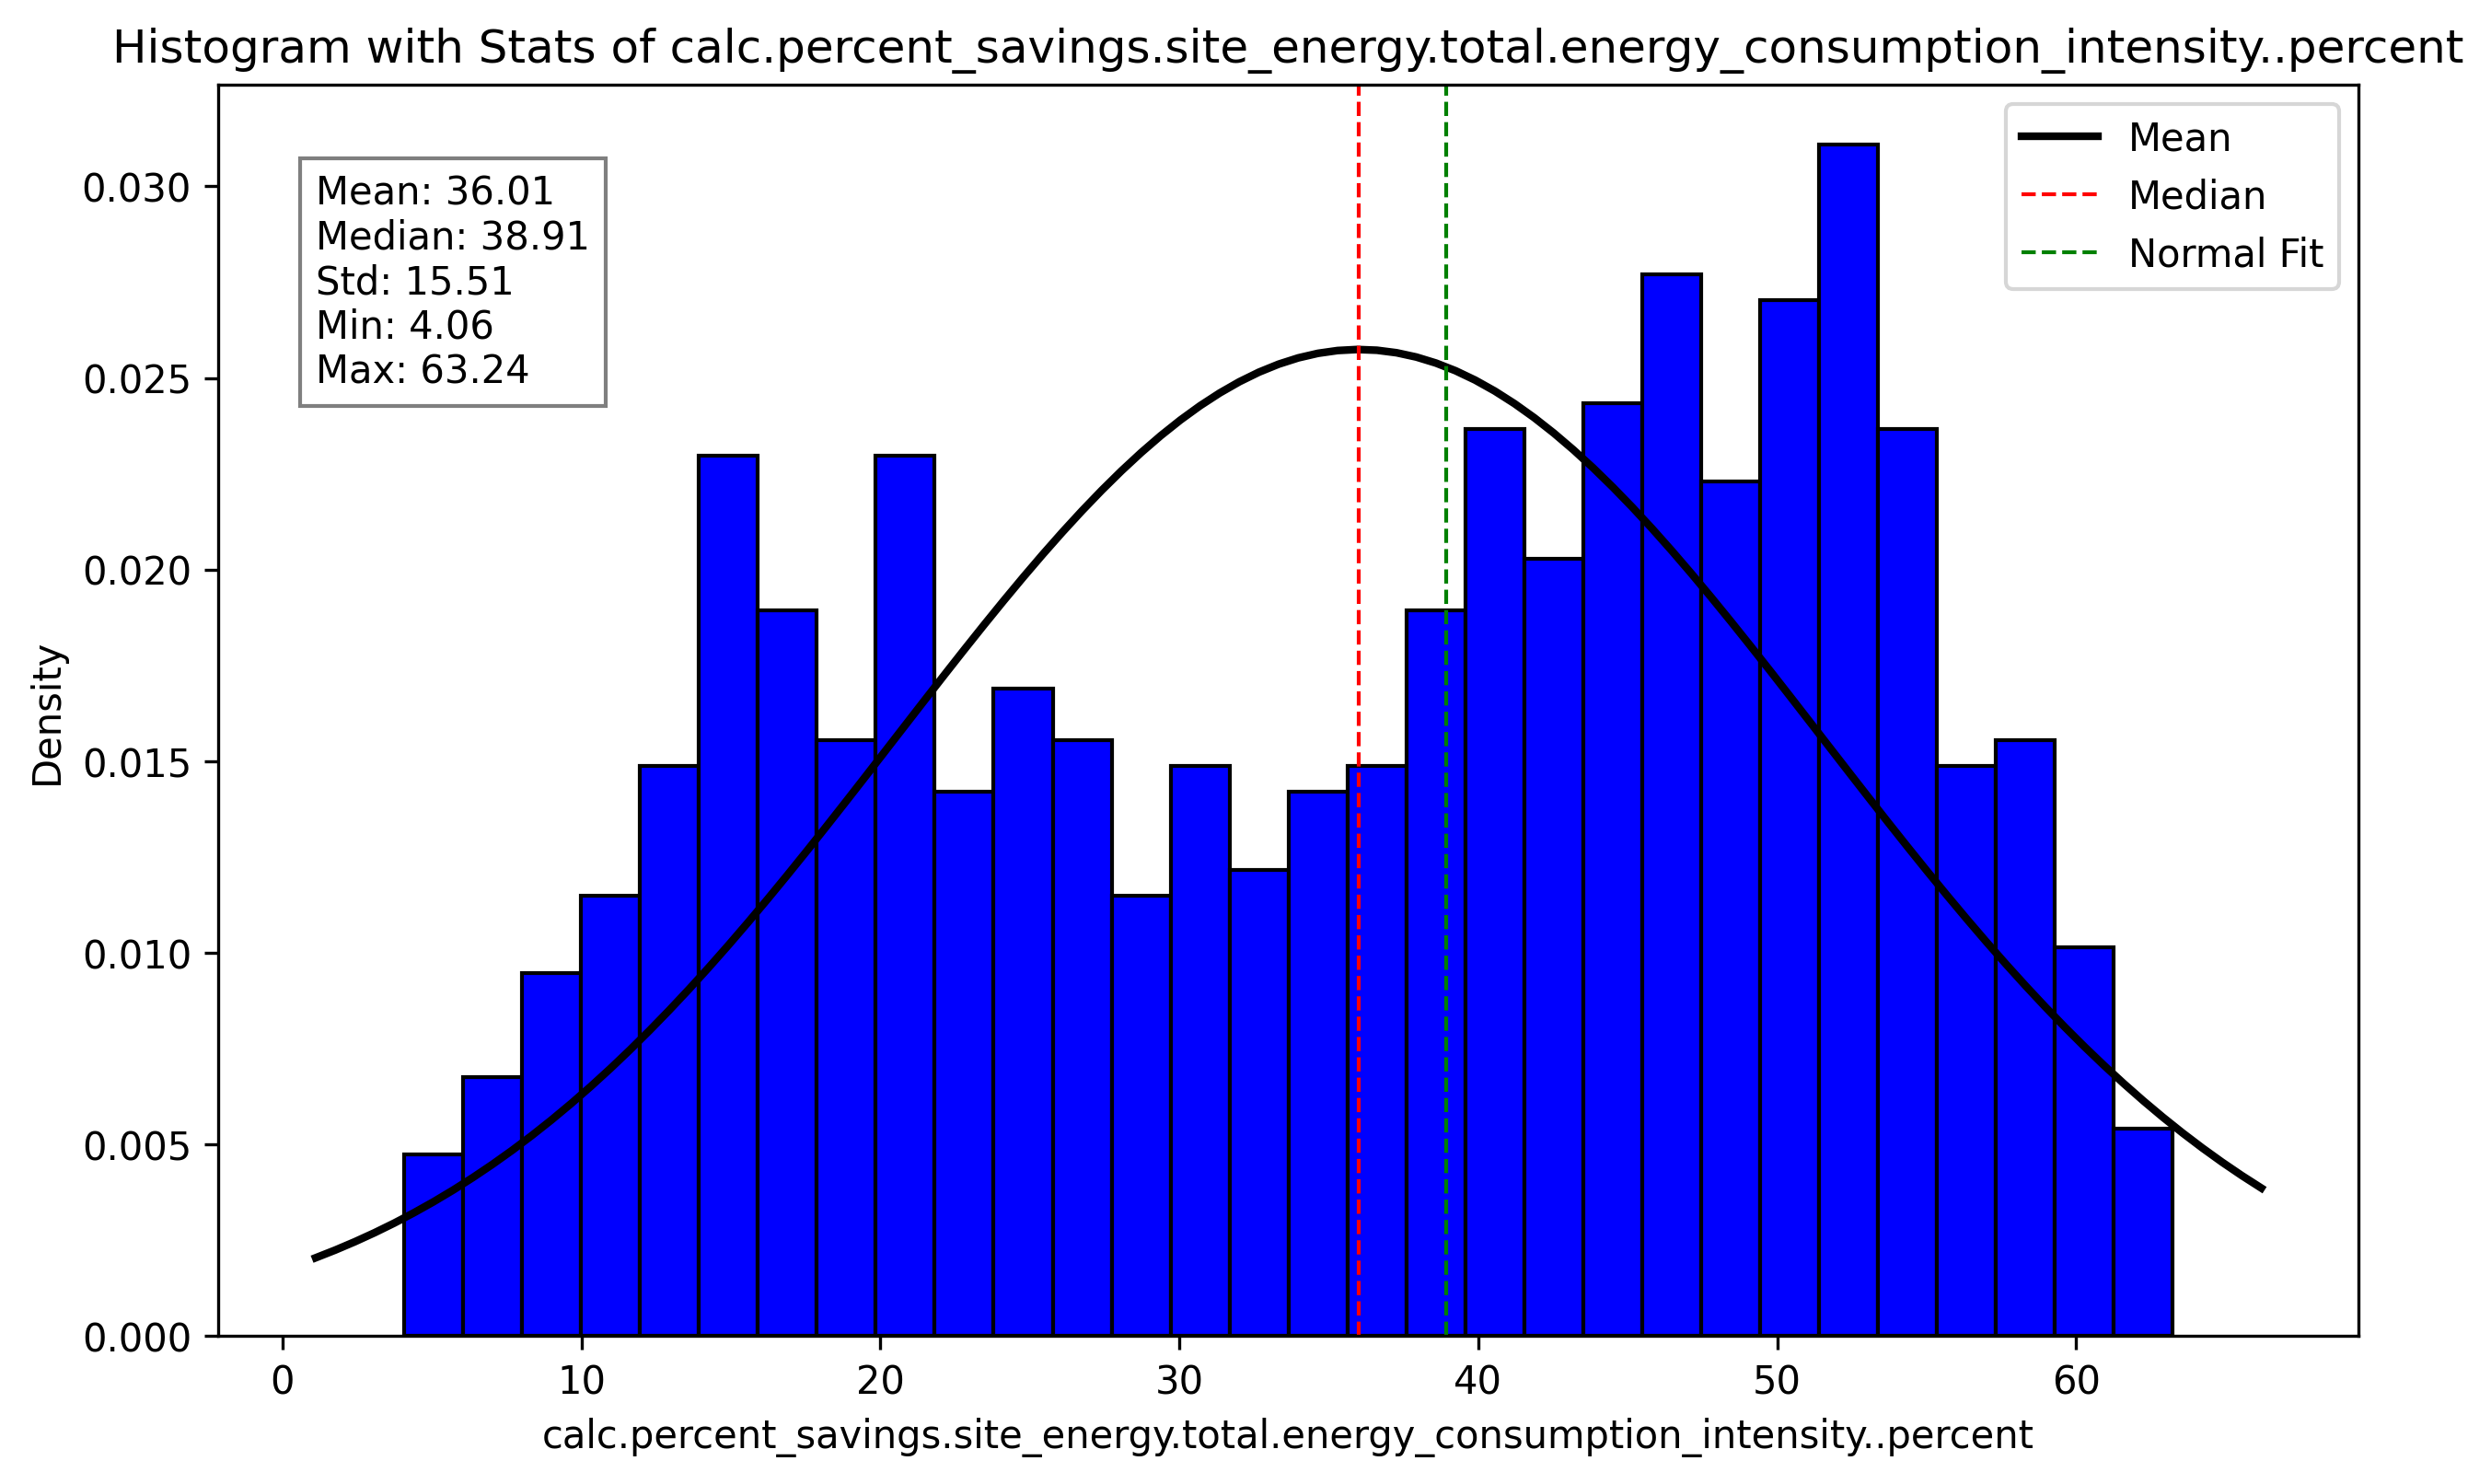 Histogram with Stats of calc.percent_savings.site_energy.total.energy_consumption_intensity..percent
Mean: 36.01
Median: 38.91
Std: 15.51
Min: 4.06
Max: 63.24
Mean
Median
Normal Fit
Density
0.030
0.025
0.020
0.015
0.010
0.005
0.000
0 10 20 30 40 50 60
calc.percent_savings.site_energy.total.energy_consumption_intensity..percent